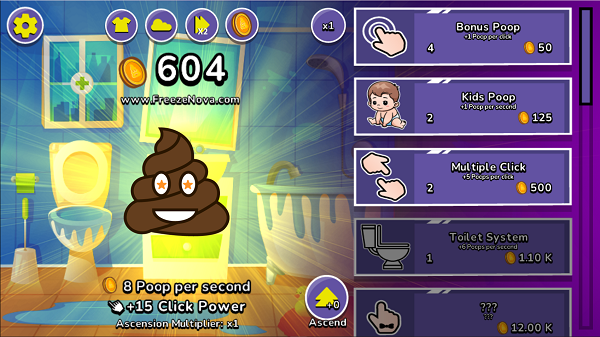 x2
x1
604
www.FreezeNova.com
8 Poop per second
+15 Click Power
Ascension Multiplier: x1
+0
Ascend
Bonus Poop
+1 Poop per click
4
50
Kids Poop
+1 Poop per second
2
125
Multiple Click
+5 Poops per click
2
500
Toilet System
+6 Poops per second
1
1.10 K
???
???
12.00 K